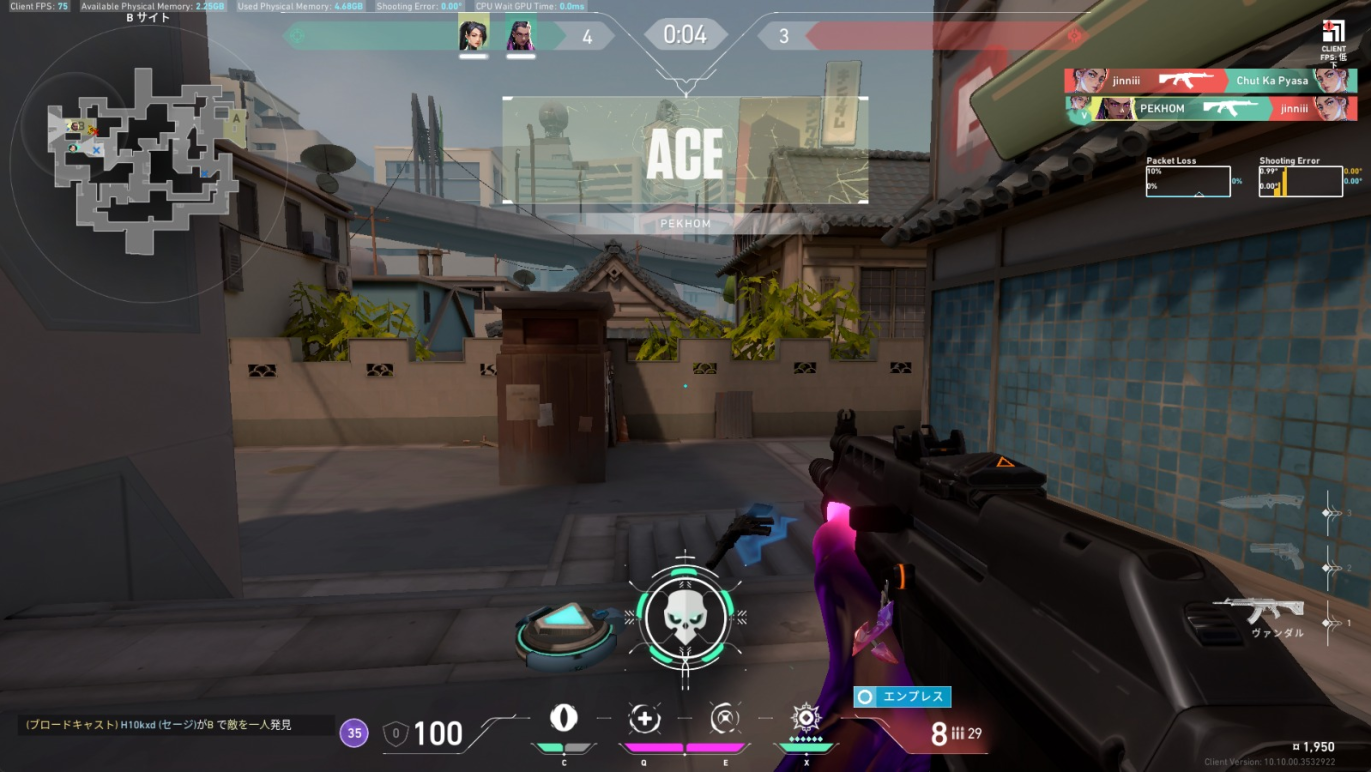 Client FPS: 75 Available Physical Memory: 2.25GB Used Physical Memory: 4.68GB Shooting Error: 0.00° CPU Wait GPU Time: 0.0ms
B サイト
4
0:04
3
CLIENT
FPS: 低
下
jinniii
Chut Ka Pyasa
PEKHOM
jinniii
A
B
ACE
PEKHOM
Packet Loss
10%
0%
0%
Shooting Error
0.99°
0.00°
0.00°
0.00°
3
2
1
ヴァンダル
エンプレス
(ブロードキャスト) H10kxd (セージ)がB で敵を一人発見
35
0
100
8
29
C
Q
E
X
1,950
Client Version: 10.10.00.3532922